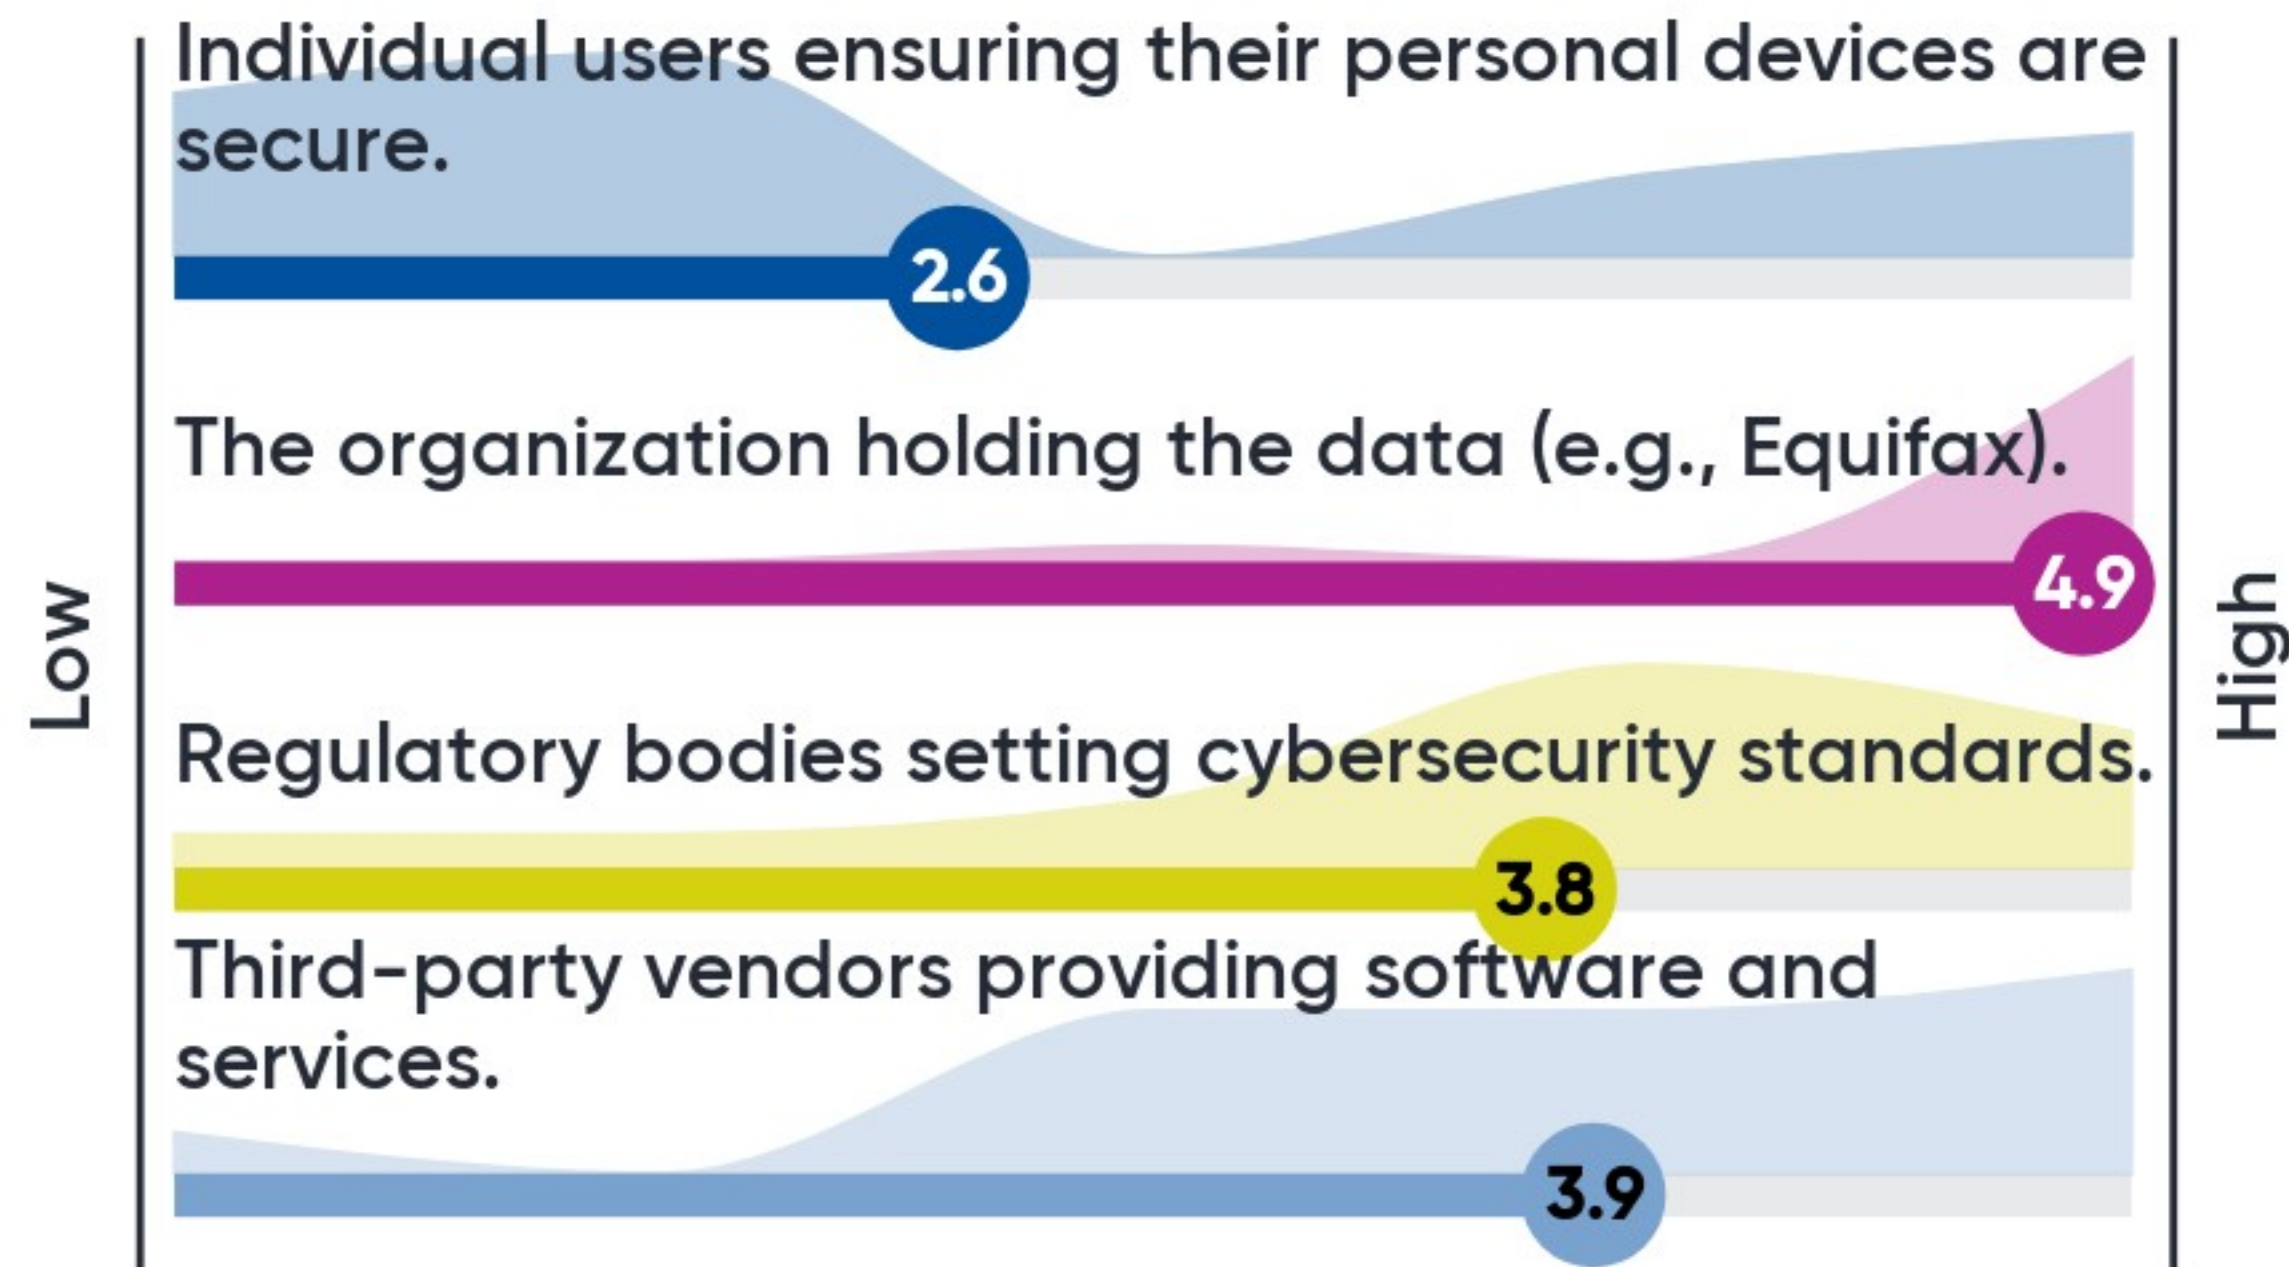 Individual users ensuring their personal devices are
secure.
2.6
The organization holding the data (e.g., Equifax).
4.9
Low
High
Regulatory bodies setting cybersecurity standards.
3.8
Third-party vendors providing software and
services.
3.9